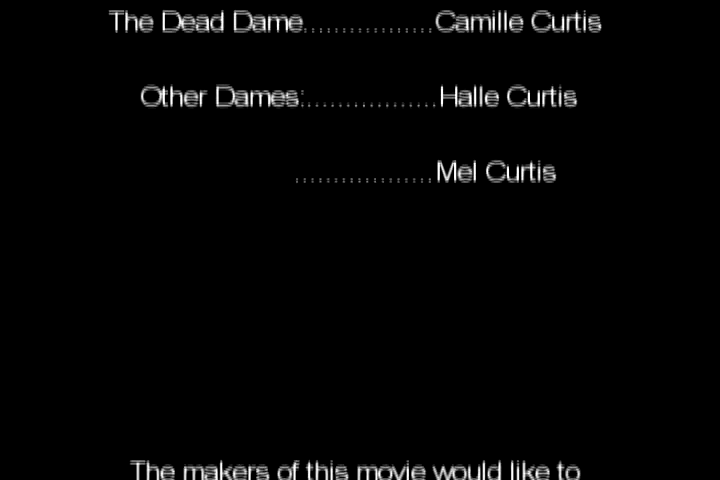 The Dead Dame.................Camille Curtis
Other Dames:.................Halle Curtis
..................Mel Curtis
The makers of this movie would like to